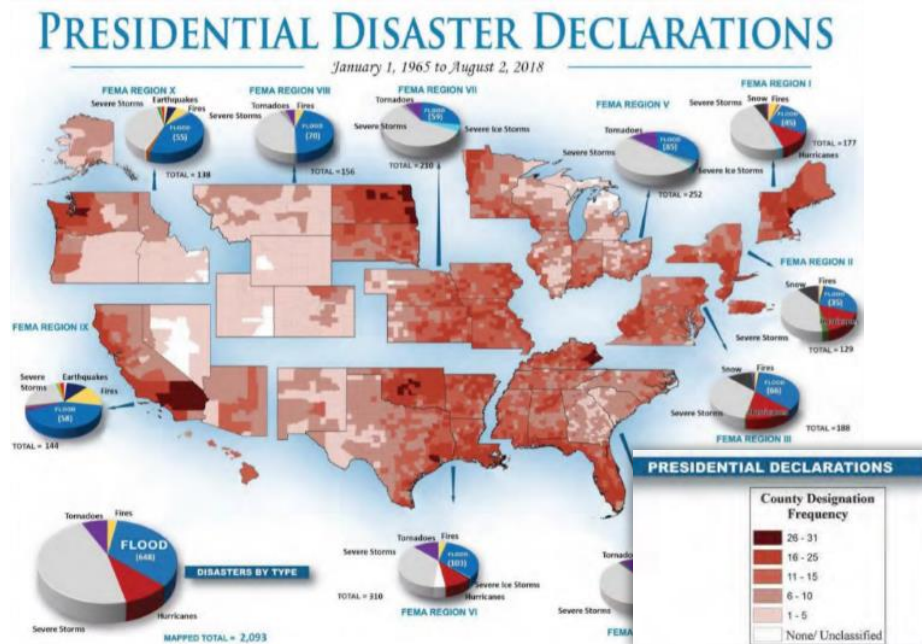 PRESIDENTIAL DISASTER DECLARATIONS
January 1, 1965 to August 2, 2018
FEMA REGION X
Severe Storms
Earthquakes
Fires
FLOOD
(55)
TOTAL = 138
FEMA REGION VIII
Severe Storms
Tornadoes
Fires
FLOOD
(70)
TOTAL =156
FEMA REGION VII
Tornadoes
FLOOD
(59)
Severe Storms
Severe Ice Storms
TOTAL = 210
FEMA REGION V
Tornadoes
FLOOD
(85)
Severe Storms
Severe Ice Storms
TOTAL =252
FEMA REGION I
Severe Storms
Snow
Fires
FLOOD
(45)
TOTAL =177
Hurricanes
FEMA REGION II
Snow
Fires
FLOOD
(35)
Hurricanes
Severe Storms
TOTAL = 129
FEMA REGION IX
Severe
Storms
Earthquakes
Fires
FLOOD
(58)
TOTAL = 144
Snow
Fires
FLOOD
(66)
Hurricanes
Severe Storms
TOTAL =188
FEMA REGION III
Tornadoes
Fires
FLOOD
(648)
Severe Storms
Hurricanes
DISASTERS BY TYPE
MAPPED TOTAL = 2,093
Tornadoes
Fires
Severe Storms
FLOOD
(103)
Severe Ice Storms
Hurricanes
TOTAL = 310
FEMA REGION VI
Tornado
Severe Storms
FEMA
PRESIDENTIAL DECLARATIONS
County Designation
Frequency
26 - 31
16 - 25
11 - 15
6 - 10
1 - 5
None/ Unclassified